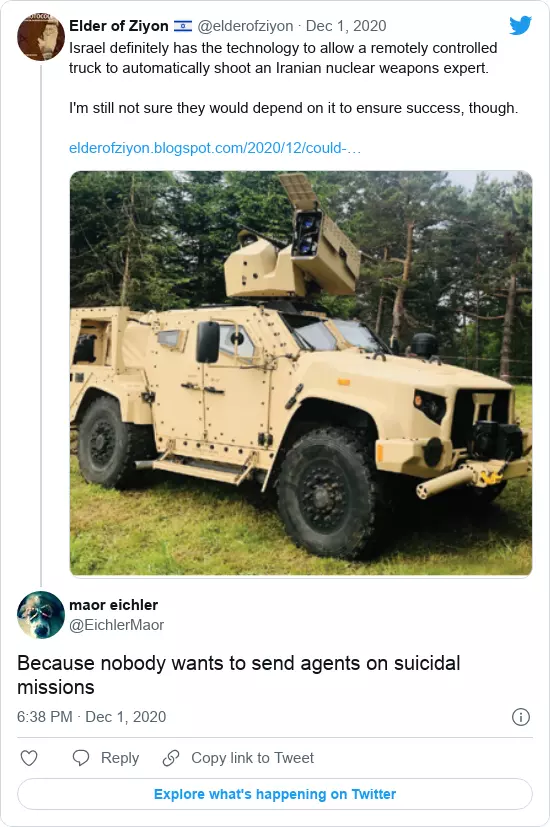 Elder of Ziyon 🇮🇱 @elderofziyon · Dec 1, 2020
Israel definitely has the technology to allow a remotely controlled
truck to automatically shoot an Iranian nuclear weapons expert.
I'm still not sure they would depend on it to ensure success, though.
elderofziyon.blogspot.com/2020/12/could-…
maor eichler
@EichlerMaor
Because nobody wants to send agents on suicidal
missions
6:38 PM · Dec 1, 2020
Reply
Copy link to Tweet
Explore what's happening on Twitter